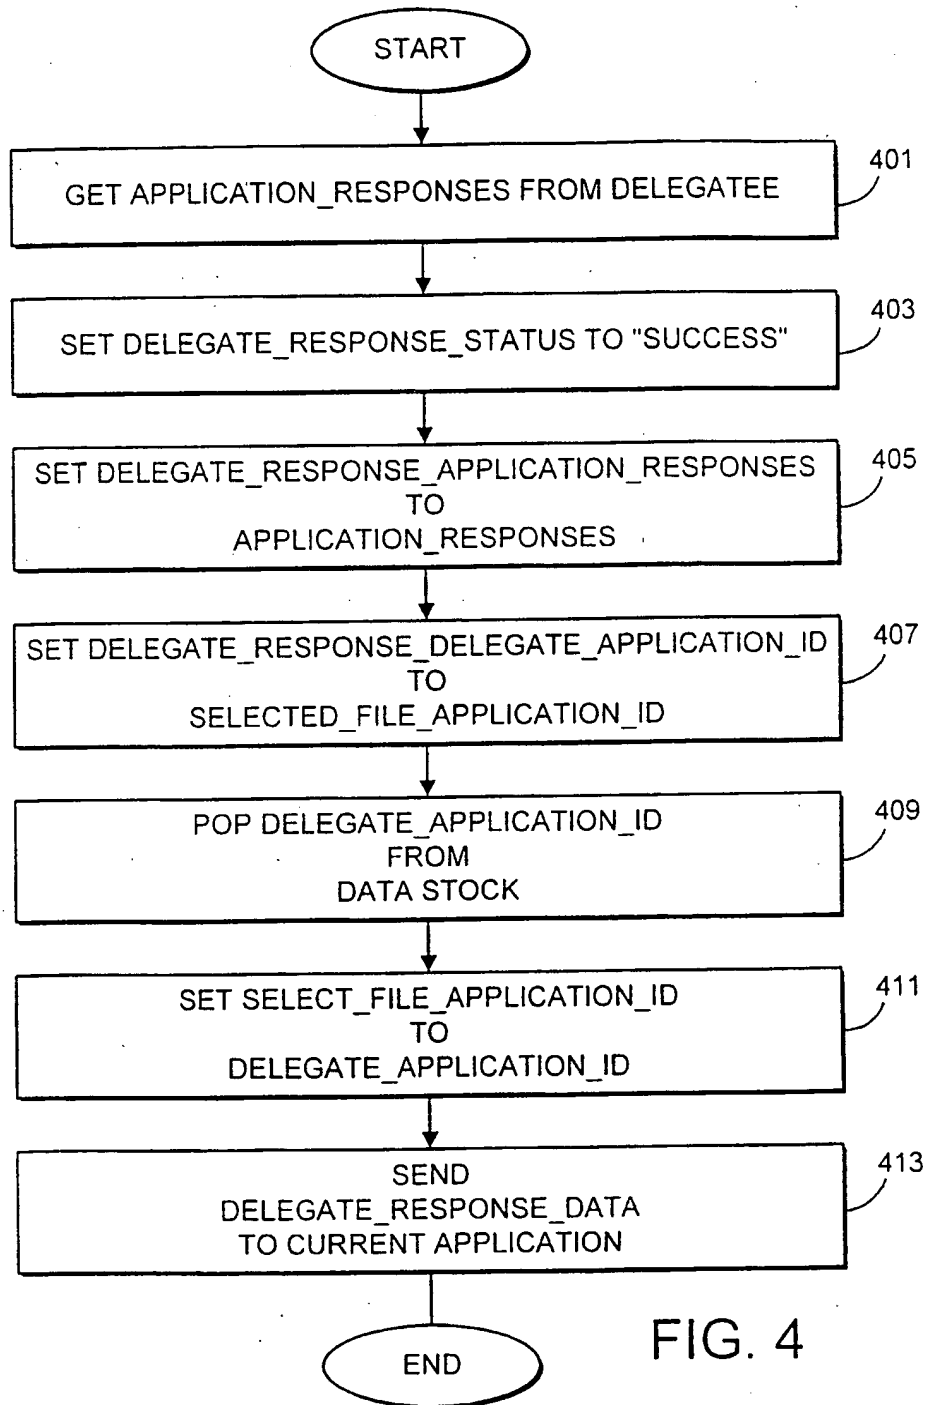 START
GET APPLICATION_RESPONSES FROM DELEGATEE
401
SET DELEGATE_RESPONSE_STATUS TO "SUCCESS"
403
SET DELEGATE_RESPONSE_APPLICATION_RESPONSES
TO
APPLICATION_RESPONSES
405
SET DELEGATE_RESPONSE_DELEGATE_APPLICATION_ID
TO
SELECTED_FILE_APPLICATION_ID
407
POP DELEGATE_APPLICATION_ID
FROM
DATA STOCK
409
SET SELECT_FILE_APPLICATION_ID
TO
DELEGATE_APPLICATION_ID
411
SEND
DELEGATE_RESPONSE_DATA
TO CURRENT APPLICATION
413
END
FIG. 4